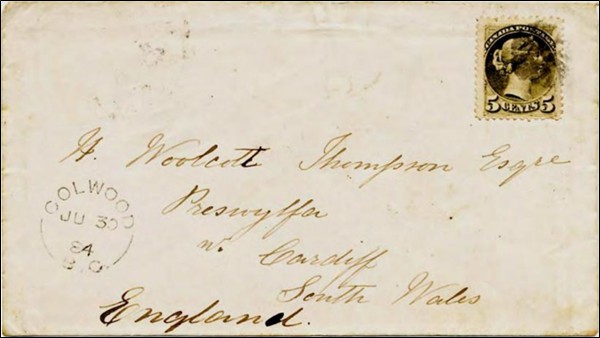 CANADA POSTAGE
5 CENTS 5
H. Woolcott Thompson Esqre
Preswylfa
nr. Cardiff
South Wales
England.
COLWOOD
JU 30
84
B.C.